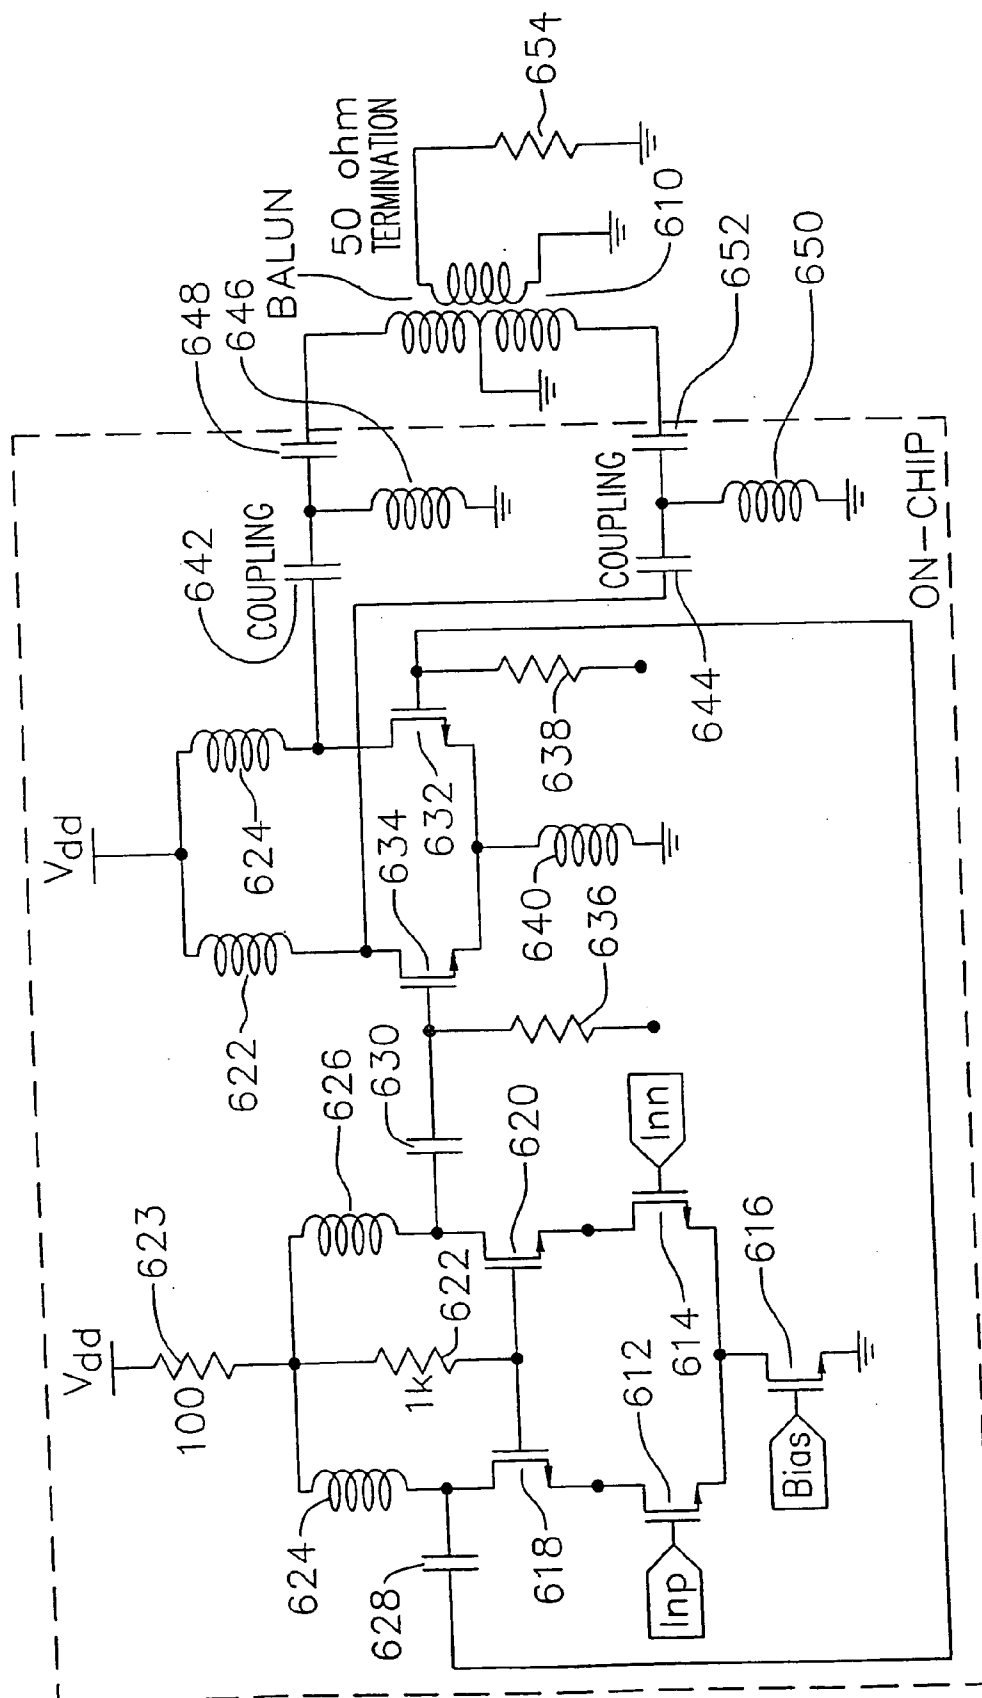 Vdd
623
100
624
626
1k
622
628
630
618
620
612
614
Inp
Inn
Bias
616
Vdd
622
624
634
632
636
640
638
642
COUPLING
648
646
BALUN
50 ohm
TERMINATION
654
610
COUPLING
644
652
650
ON-CHIP